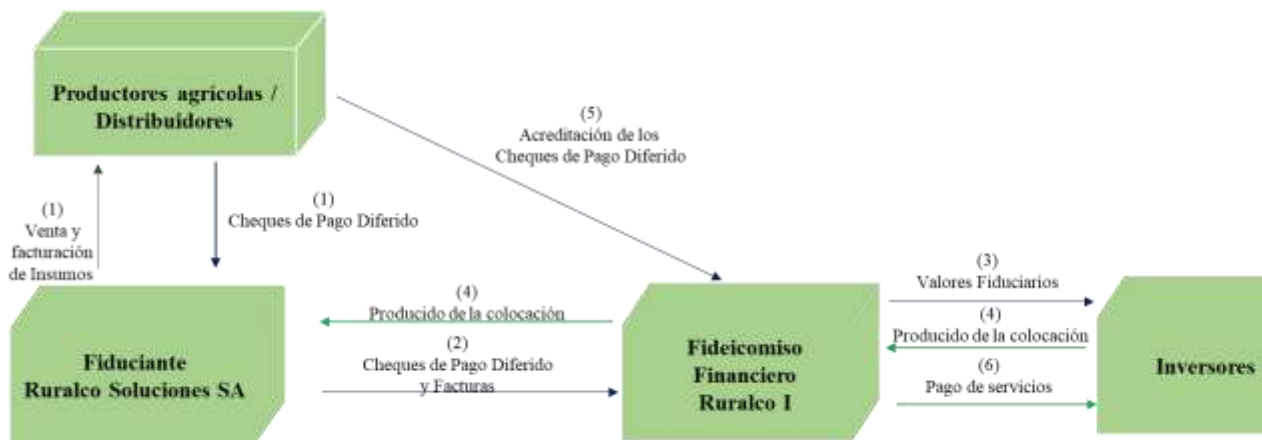 Productores agrícolas /
Distribuidores
(5)
Acreditación de los
Cheques de Pago Diferido
(1)
Venta y
facturación
de Insumos
(1)
Cheques de Pago Diferido
(4)
Producido de la colocación
(2)
Cheques de Pago Diferido
y Facturas
Fiduciante
Ruralco Soluciones SA
Fideicomiso
Financiero
Ruralco I
(3)
Valores Fiduciarios
(4)
Producido de la colocación
(6)
Pago de servicios
Inversores